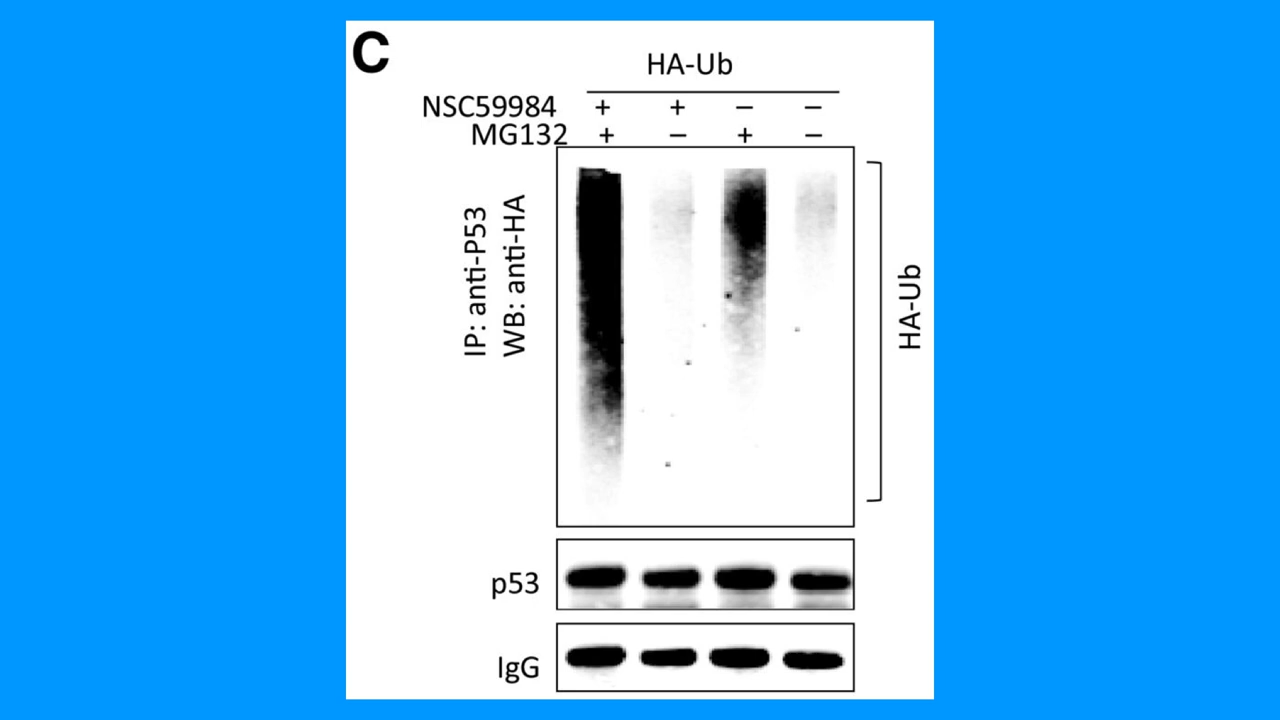 C
HA-Ub
NSC59984 + + − −
MG132 + − + −
IP: anti-P53
WB: anti-HA
HA-Ub
p53
IgG